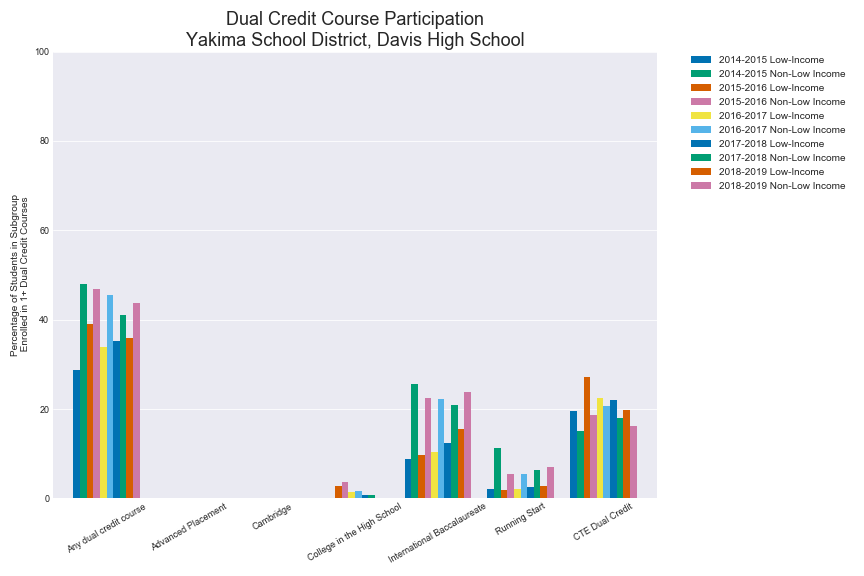 Dual Credit Course Participation
Yakima School District, Davis High School
Percentage of Students in Subgroup
Enrolled in 1+ Dual Credit Courses
100
80
60
40
20
0
Any dual credit course
Advanced Placement
Cambridge
College in the High School
International Baccalaureate
Running Start
CTE Dual Credit
2014-2015 Low-Income
2014-2015 Non-Low Income
2015-2016 Low-Income
2015-2016 Non-Low Income
2016-2017 Low-Income
2016-2017 Non-Low Income
2017-2018 Low-Income
2017-2018 Non-Low Income
2018-2019 Low-Income
2018-2019 Non-Low Income